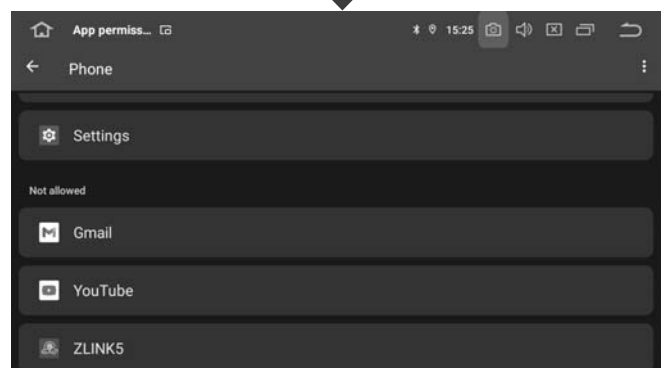 App permiss... 15:25
Phone
Settings
Not allowed
Gmail
YouTube
ZLINK5